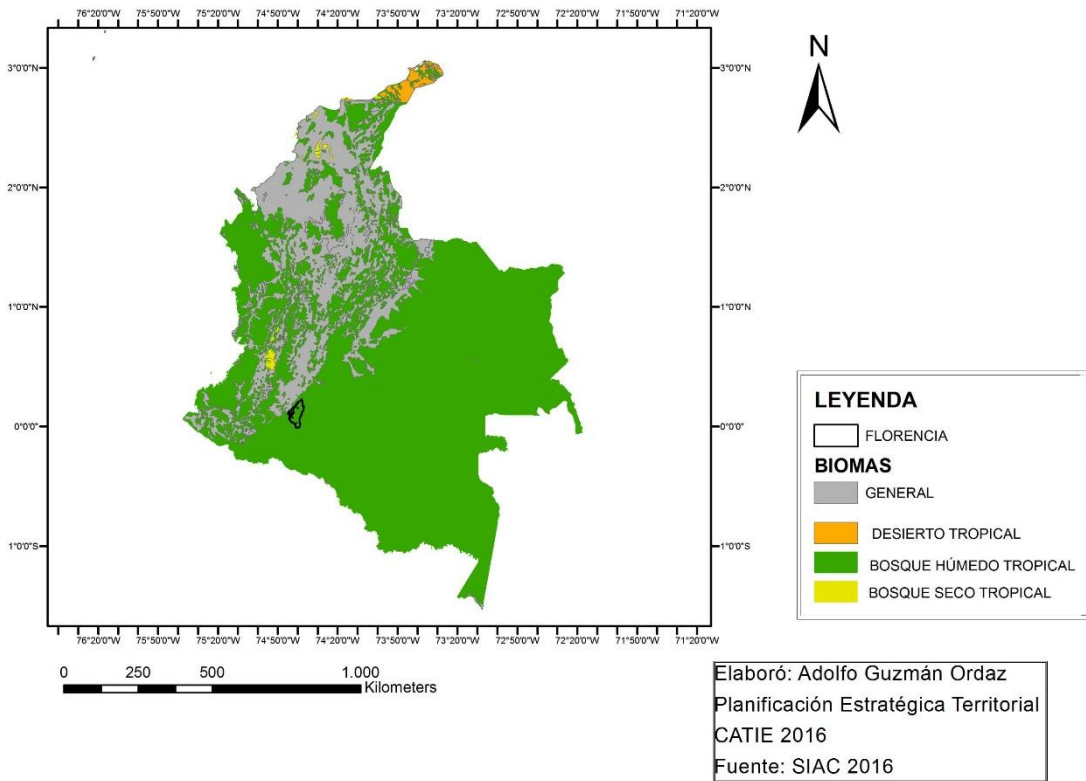 76°20'0"W 75°50'0"W 75°20'0"W 74°50'0"W 74°20'0"W 73°50'0"W 73°20'0"W 72°50'0"W 72°20'0"W 71°50'0"W 71°20'0"W
N
3°0'0"N 3°0'0"N
2°0'0"N 2°0'0"N
1°0'0"N 1°0'0"N
0°0'0" 0°0'0"
1°0'0"S 1°0'0"S
76°20'0"W 75°50'0"W 75°20'0"W 74°50'0"W 74°20'0"W 73°50'0"W 73°20'0"W 72°50'0"W 72°20'0"W 71°50'0"W 71°20'0"W
LEYENDA
FLORENCIA
BIOMAS
GENERAL
DESIERTO TROPICAL
BOSQUE HÚMEDO TROPICAL
BOSQUE SECO TROPICAL
0 250 500 1.000
Kilometers
Elaboró: Adolfo Guzmán Ordaz
Planificación Estratégica Territorial
CATIE 2016
Fuente: SIAC 2016